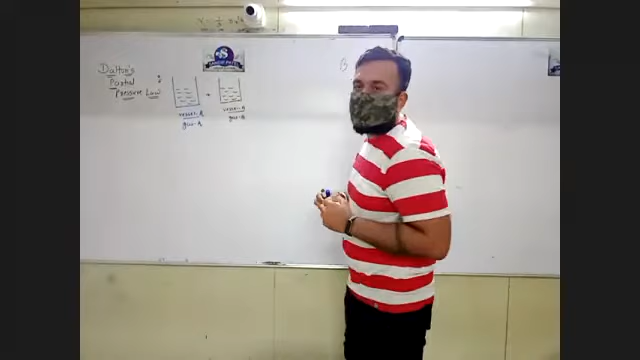 Dalton's :
Partial
Pressure Law
+
vessel-A vessel-B
gas-A gas-B